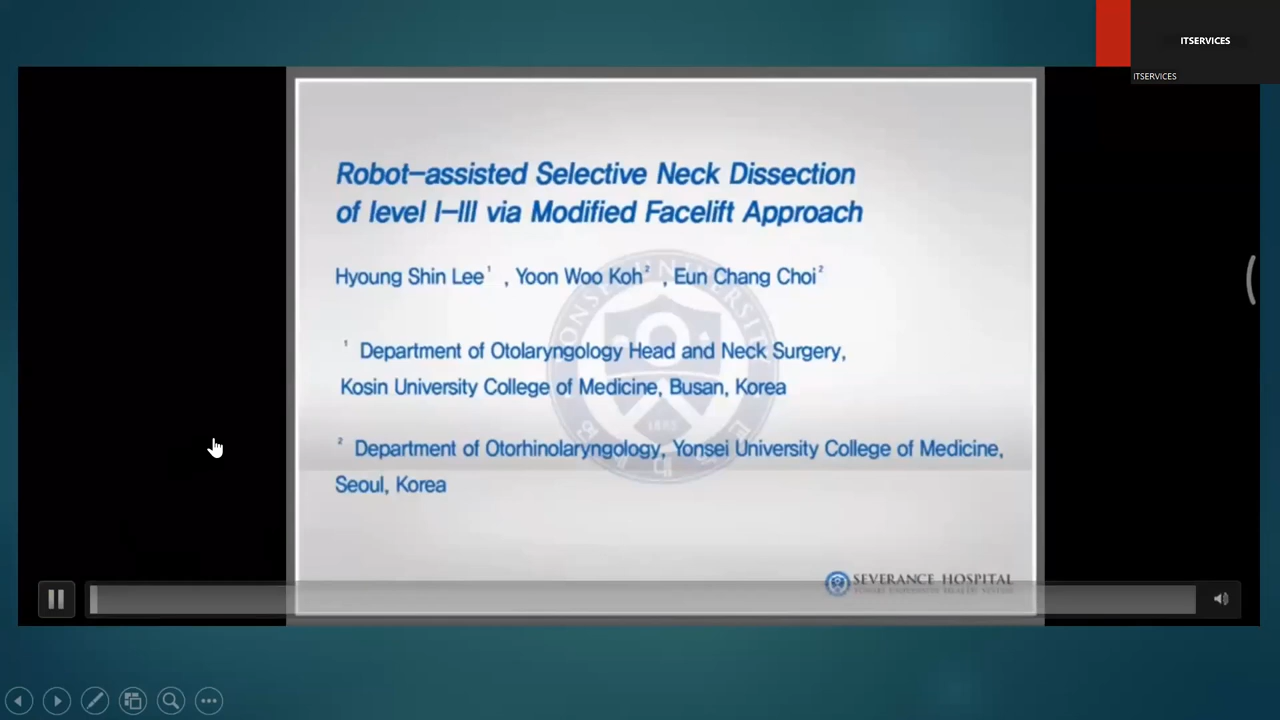 ITSERVICES
ITSERVICES
Robot-assisted Selective Neck Dissection
of level I-III via Modified Facelift Approach
Hyoung Shin Lee¹ , Yoon Woo Koh² , Eun Chang Choi²
¹ Department of Otolaryngology Head and Neck Surgery,
Kosin University College of Medicine, Busan, Korea
² Department of Otorhinolaryngology, Yonsei University College of Medicine,
Seoul, Korea
SEVERANCE HOSPITAL